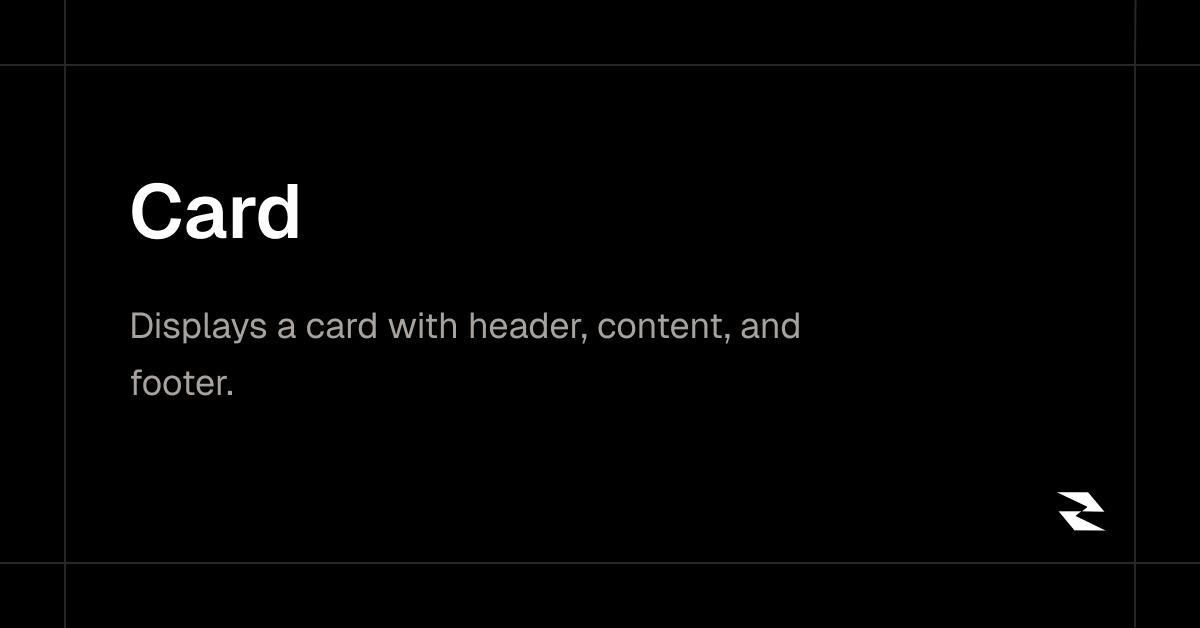 Card
Displays a card with header, content, and
footer.